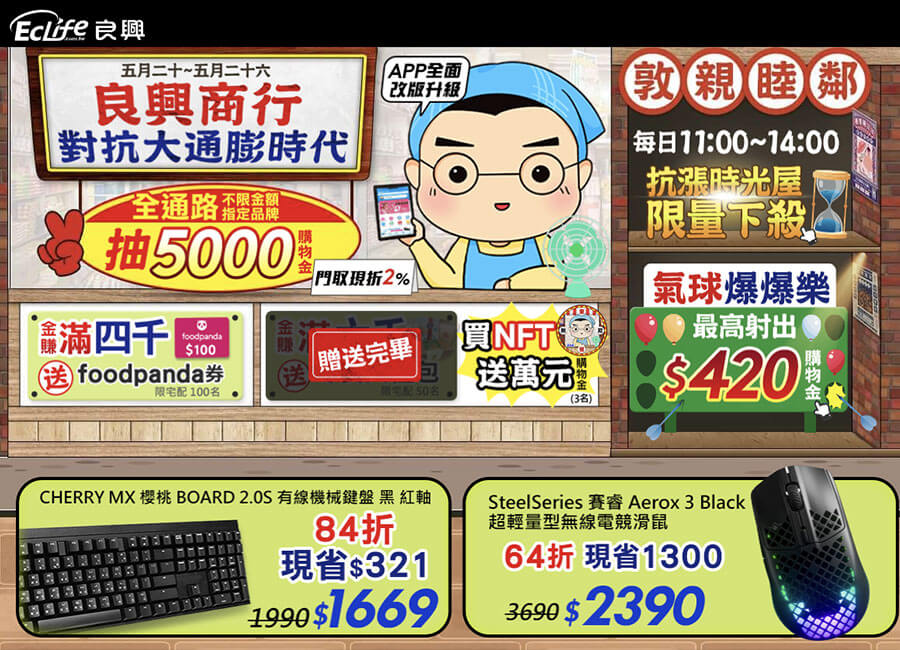 EcLife 良興
五月二十~五月二十六
良興商行
對抗大通膨時代
全通路 不限金額
指定品牌
抽5000 購物金
APP全面
改版升級
門取現折2%
敦親睦鄰
每日11:00~14:00
抗漲時光屋
限量下殺
氣球爆爆樂
最高射出
$420 購物金
金賺 滿四千
foodpanda
$100
送 foodpanda券
限宅配 100名
金賺
送
贈送完畢
限宅配 50名
買NFT
送萬元 購物金
(3名)
CHERRY MX 櫻桃 BOARD 2.0S 有線機械鍵盤 黑 紅軸
84折
現省$321
1990 $1669
SteelSeries 賽睿 Aerox 3 Black
超輕量型無線電競滑鼠
64折 現省1300
3690 $2390